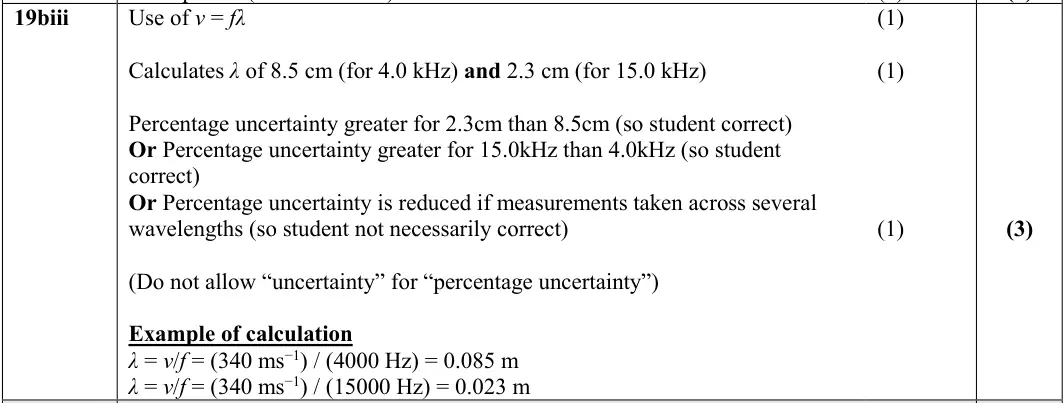 19biii Use of v = fλ (1)
Calculates λ of 8.5 cm (for 4.0 kHz) and 2.3 cm (for 15.0 kHz) (1)
Percentage uncertainty greater for 2.3cm than 8.5cm (so student correct)
Or Percentage uncertainty greater for 15.0kHz than 4.0kHz (so student
correct)
Or Percentage uncertainty is reduced if measurements taken across several
wavelengths (so student not necessarily correct) (1) (3)
(Do not allow “uncertainty” for “percentage uncertainty”)
Example of calculation
λ = v/f = (340 ms⁻¹) / (4000 Hz) = 0.085 m
λ = v/f = (340 ms⁻¹) / (15000 Hz) = 0.023 m